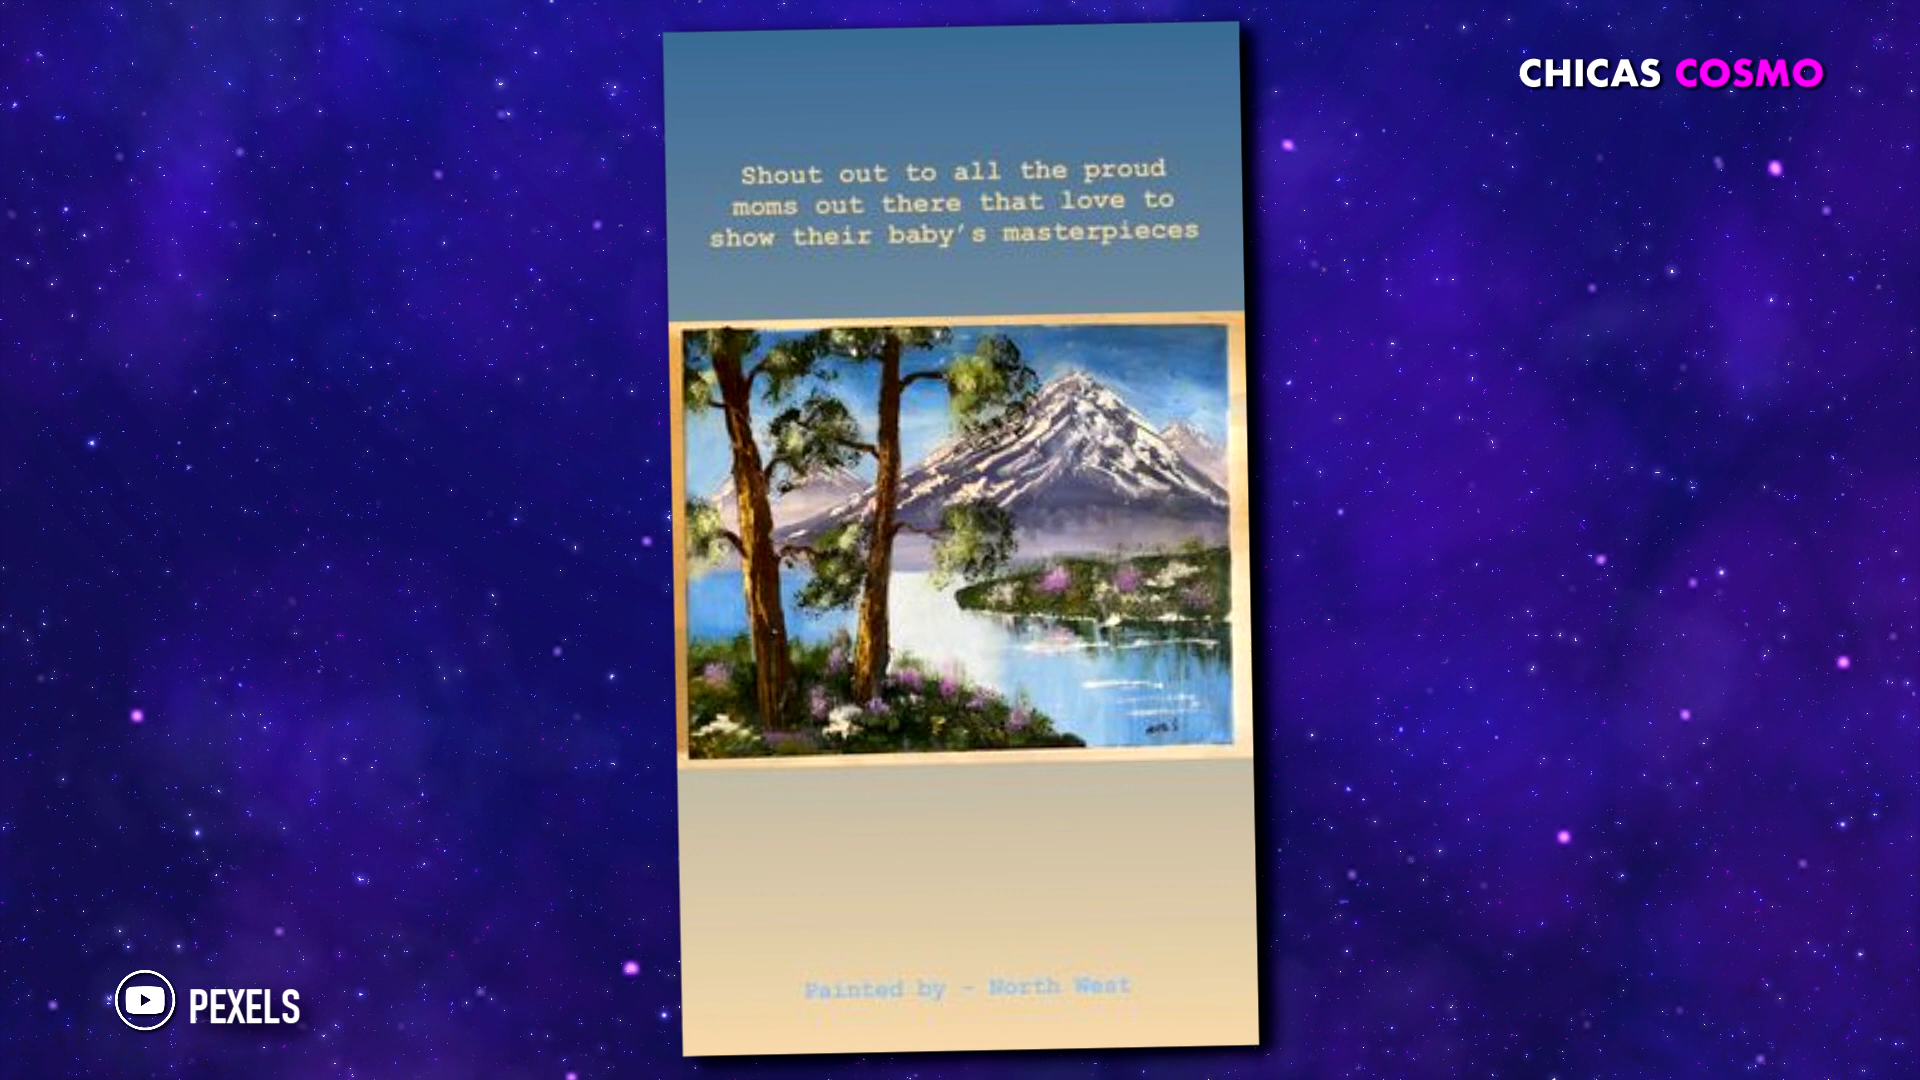 CHICAS COSMO
Shout out to all the proud
moms out there that love to
show their baby's masterpieces
Painted by - North West
PEXELS